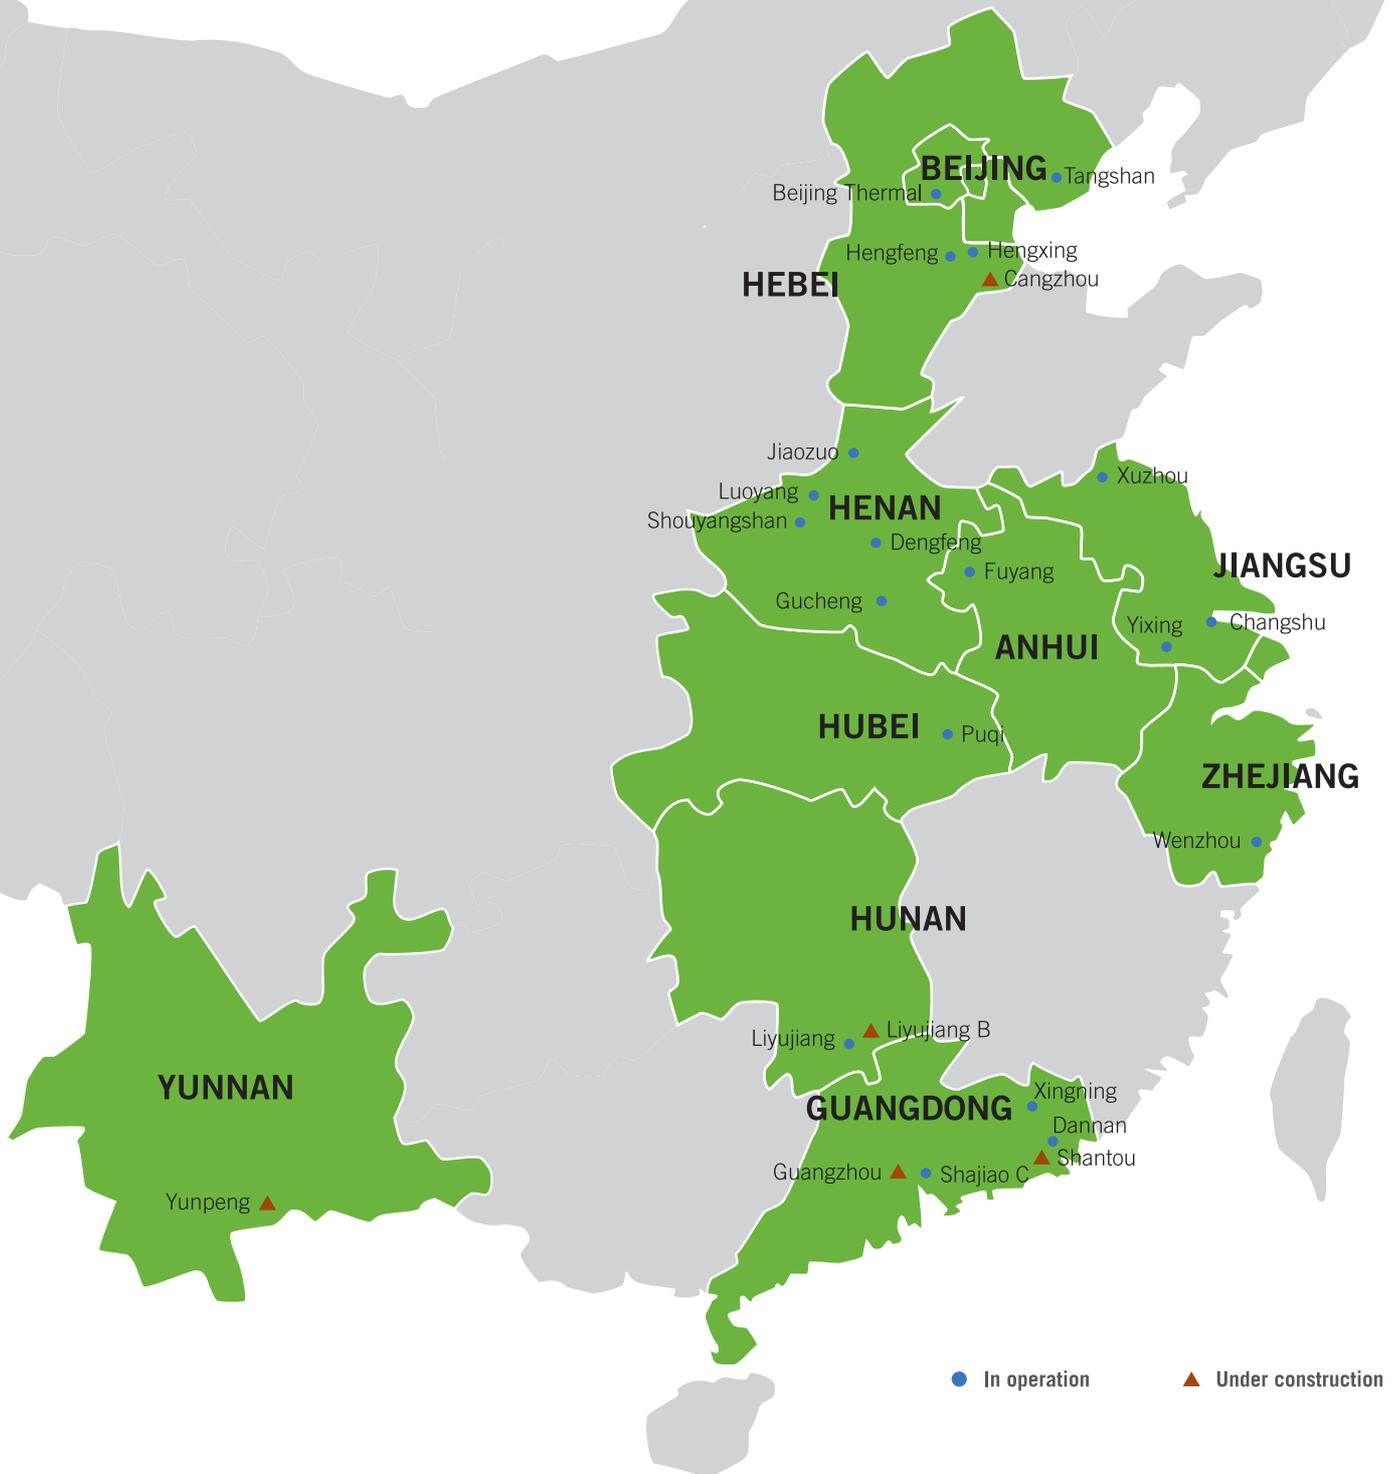 BEIJING
Tangshan
Beijing Thermal
Hengfeng
Hengxing
HEBEI
Cangzhou
Jiaozuo
Xuzhou
Luoyang
HENAN
Shouyangshan
Dengfeng
JIANGSU
Fuyang
Gucheng
Yixing
Changshu
ANHUI
HUBEI
Puqi
ZHEJIANG
Wenzhou
HUNAN
Liyujiang
Liyujiang B
YUNNAN
Xingning
GUANGDONG
Dannan
Shantou
Guangzhou
Shajiao C
Yunpeng
In operation
Under construction